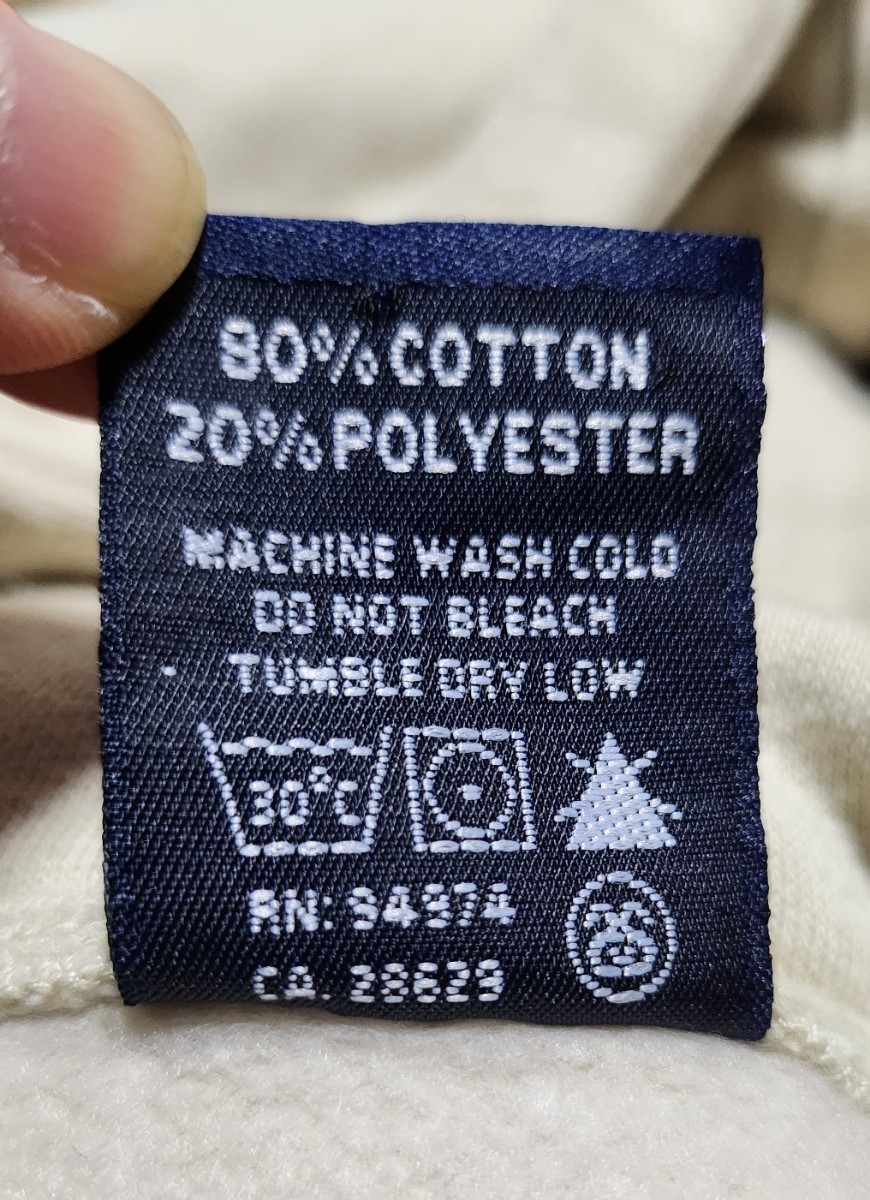 80% COTTON
20% POLYESTER
MACHINE WASH COLD
DO NOT BLEACH
TUMBLE DRY LOW
30°C
RN: 94974
CA. 28629